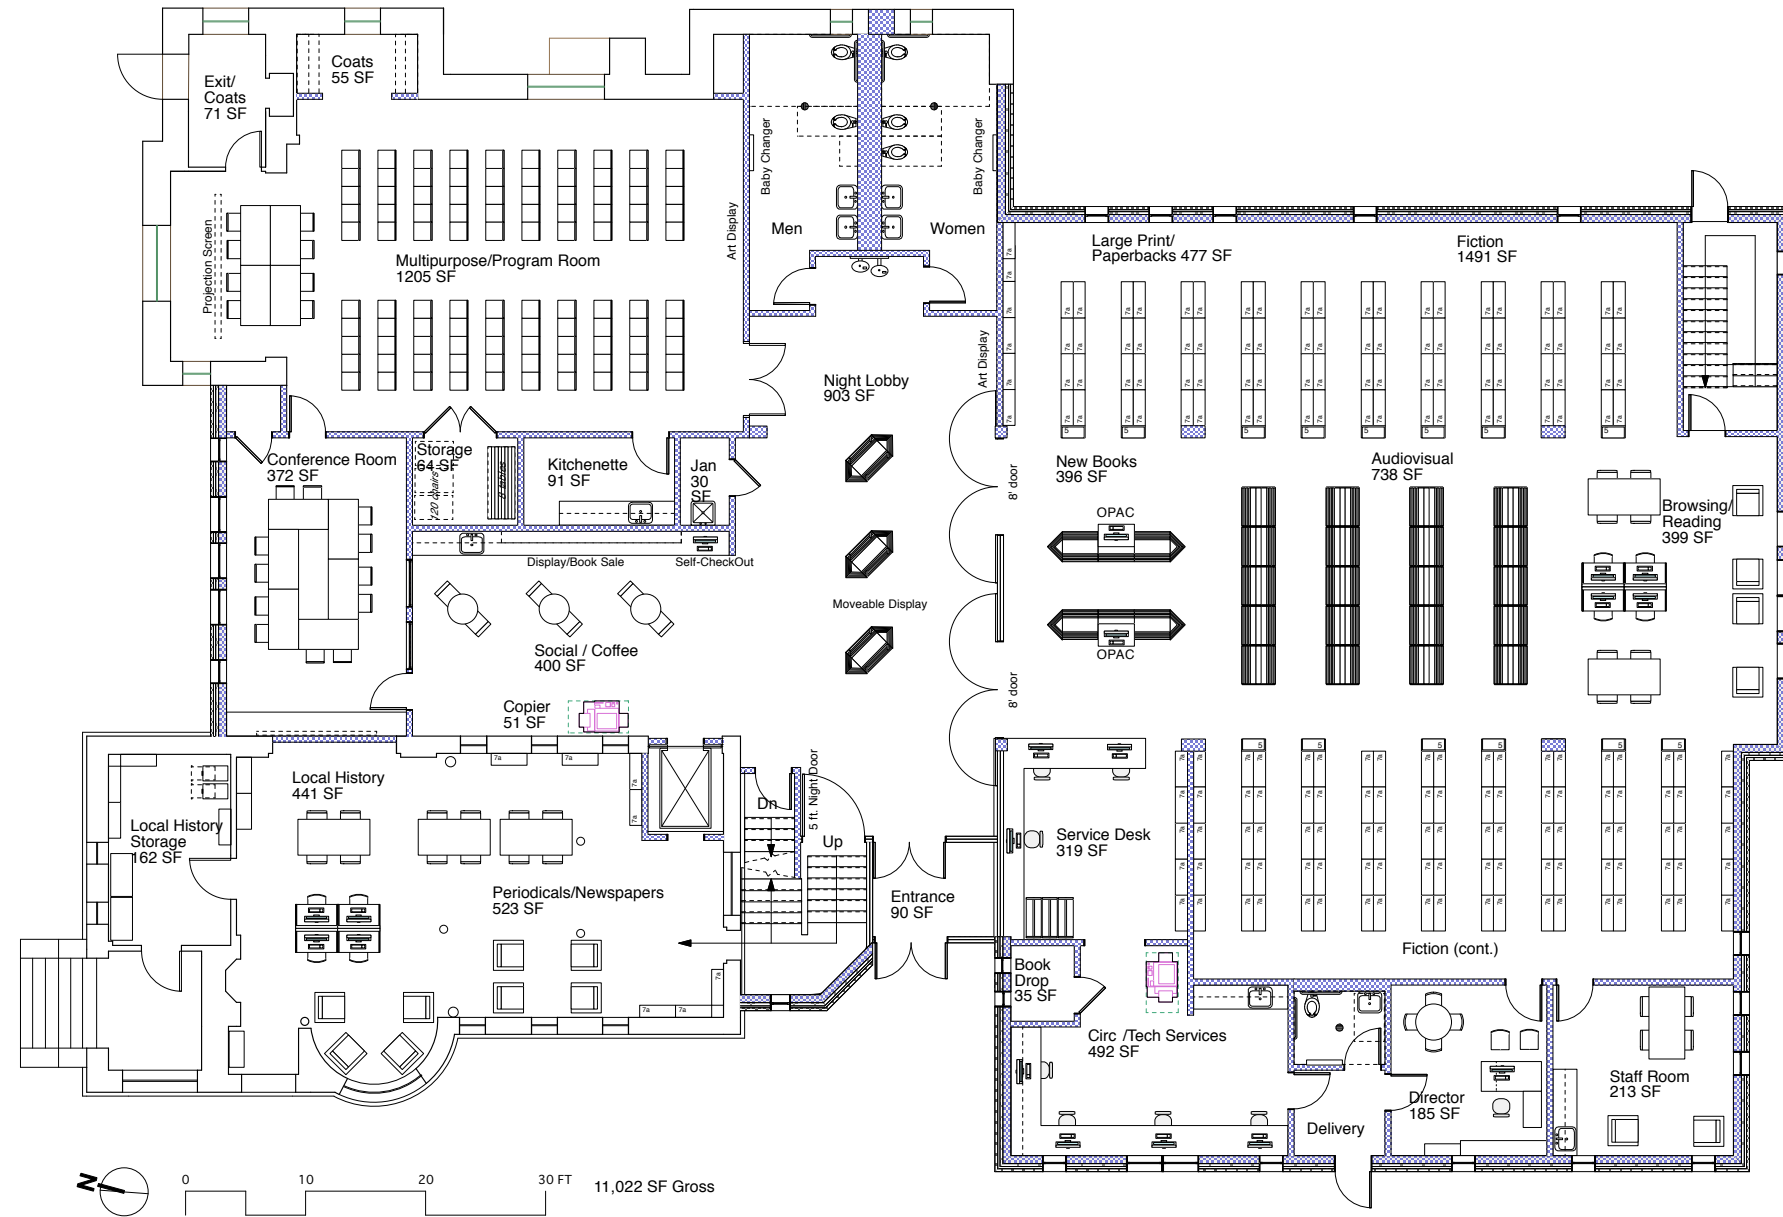 Exit/
Coats
71 SF
Coats
55 SF
Projection Screen
Multipurpose/Program Room
1205 SF
Art Display
Baby Changer
Men
Baby Changer
Women
Large Print/
Paperbacks 477 SF
Fiction
1491 SF
Night Lobby
903 SF
Art Display
Conference Room
372 SF
Storage
64 SF
120 chairs
8 tables
Kitchenette
91 SF
Jan
30
SF
Display/Book Sale
Self-CheckOut
Moveable Display
8' door
8' door
New Books
396 SF
Audiovisual
738 SF
OPAC
OPAC
Browsing/
Reading
399 SF
Social / Coffee
400 SF
Copier
51 SF
Local History
441 SF
Local History
Storage
162 SF
Periodicals/Newspapers
523 SF
Dn
5 ft. Night Door
Up
Entrance
90 SF
Service Desk
319 SF
Fiction (cont.)
Book
Drop
35 SF
Circ /Tech Services
492 SF
Delivery
Director
185 SF
Staff Room
213 SF
N
0 10 20 30 FT
11,022 SF Gross